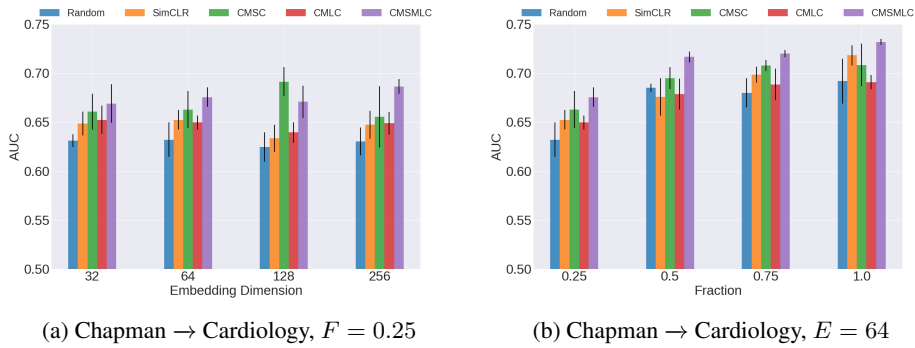 Random SimCLR CMSC CMLC CMSMLC
0.75
0.70
0.65
0.60
0.55
0.50
AUC
32 64 128 256
Embedding Dimension
(a) Chapman → Cardiology, F = 0.25
Random SimCLR CMSC CMLC CMSMLC
0.75
0.70
0.65
0.60
0.55
0.50
AUC
0.25 0.5 0.75 1.0
Fraction
(b) Chapman → Cardiology, E = 64